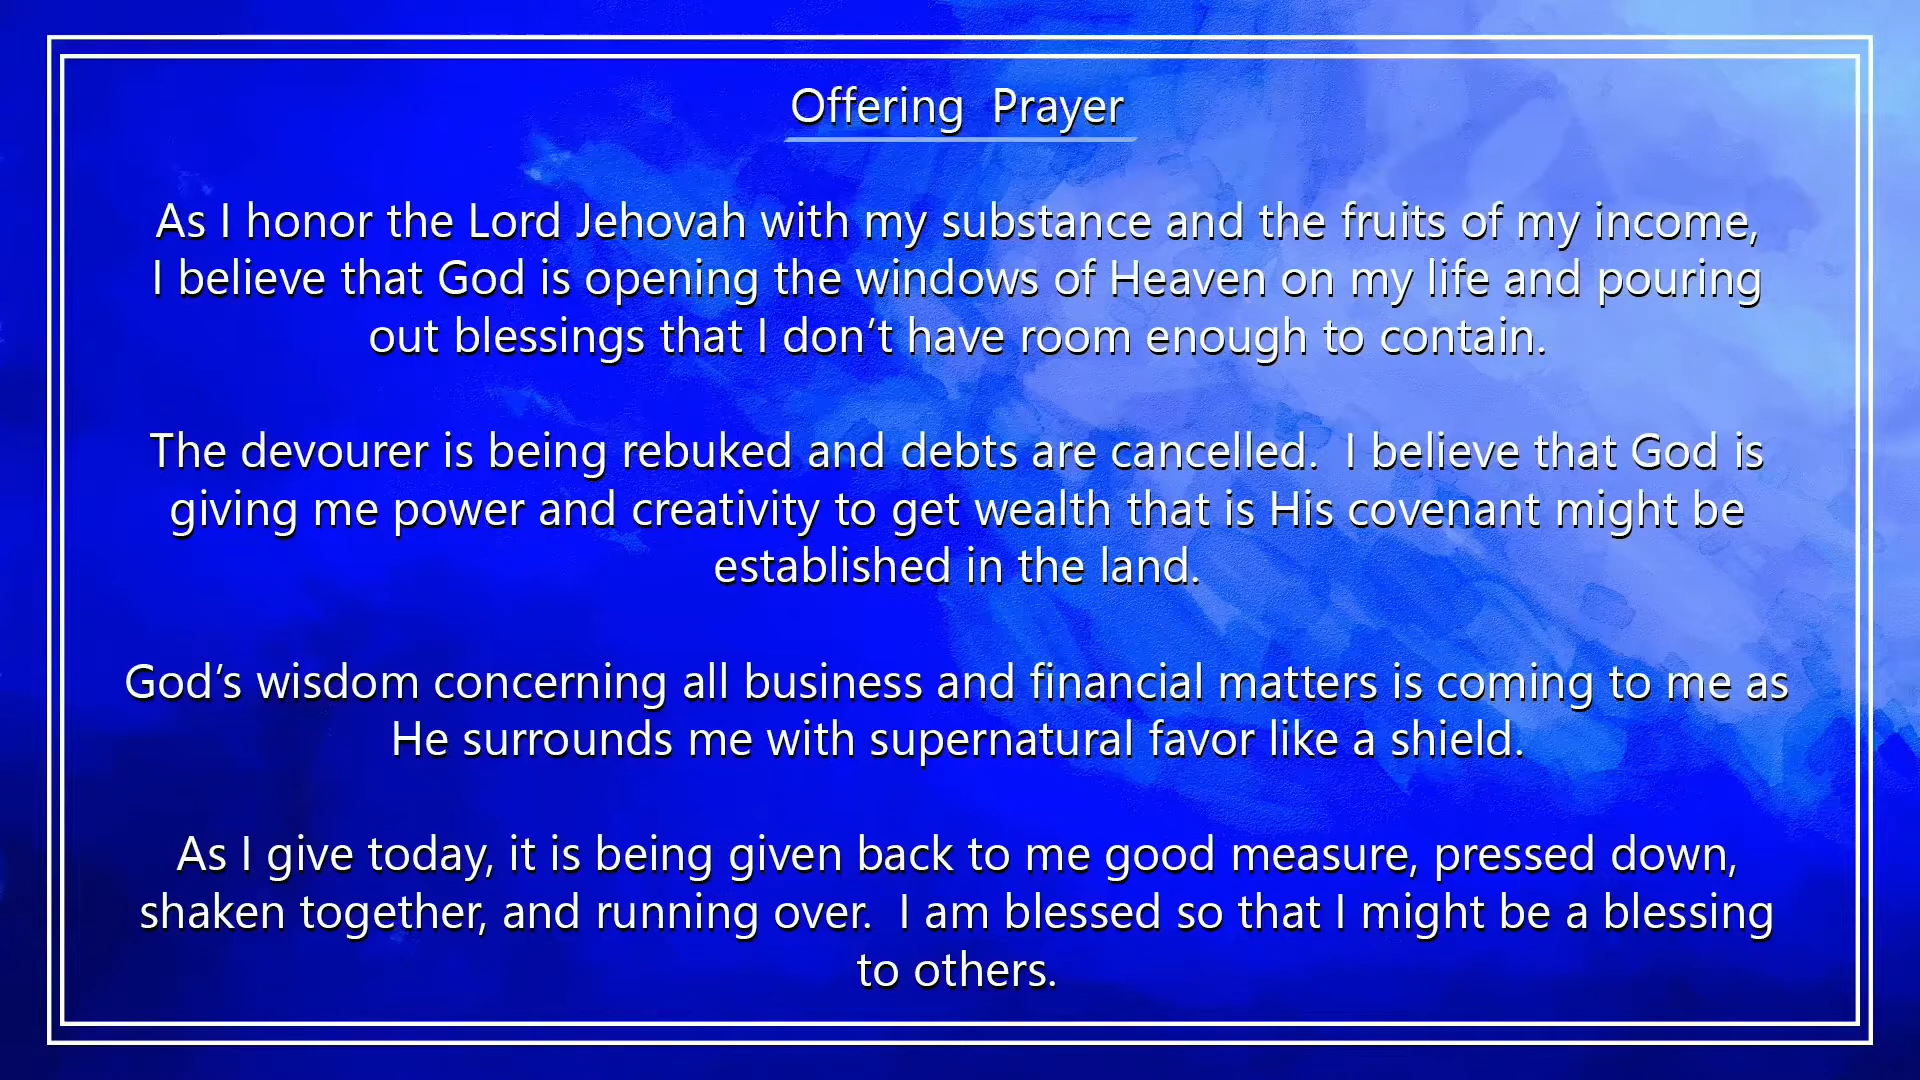 Offering  Prayer
As I honor the Lord Jehovah with my substance and the fruits of my income,
I believe that God is opening the windows of Heaven on my life and pouring
out blessings that I don’t have room enough to contain.
The devourer is being rebuked and debts are cancelled.  I believe that God is
giving me power and creativity to get wealth that is His covenant might be
established in the land.
God‘s wisdom concerning all business and financial matters is coming to me as
He surrounds me with supernatural favor like a shield.
As I give today, it is being given back to me good measure, pressed down,
shaken together, and running over.  I am blessed so that I might be a blessing
to others.